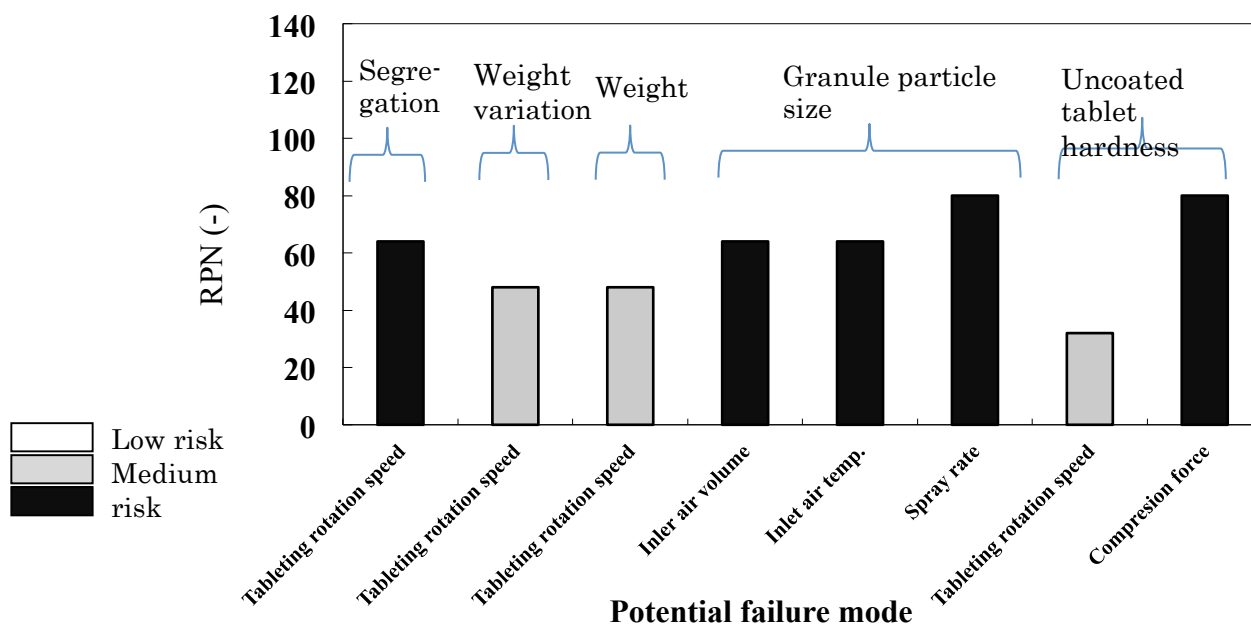 140
120
100
80
60
40
20
0
RPN (-)
Segre-
gation
Weight
variation
Weight
Granule particle
size
Uncoated
tablet
hardness
Low risk
Medium
risk
Tableting rotation speed
Tableting rotation speed
Tableting rotation speed
Inler air volume
Inlet air temp.
Spray rate
Tableting rotation speed
Compresion force
Potential failure mode